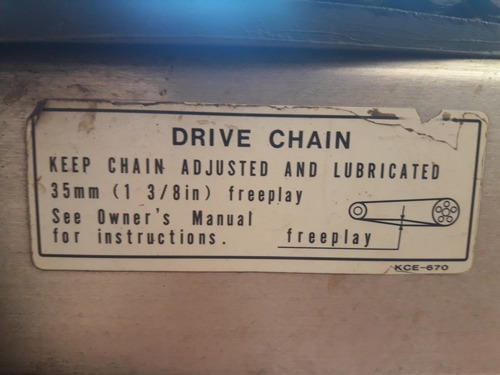 DRIVE CHAIN
KEEP CHAIN ADJUSTED AND LUBRICATED
35mm (1 3/8in) freeplay
See Owner's Manual
for instructions.
freeplay
KCE-670